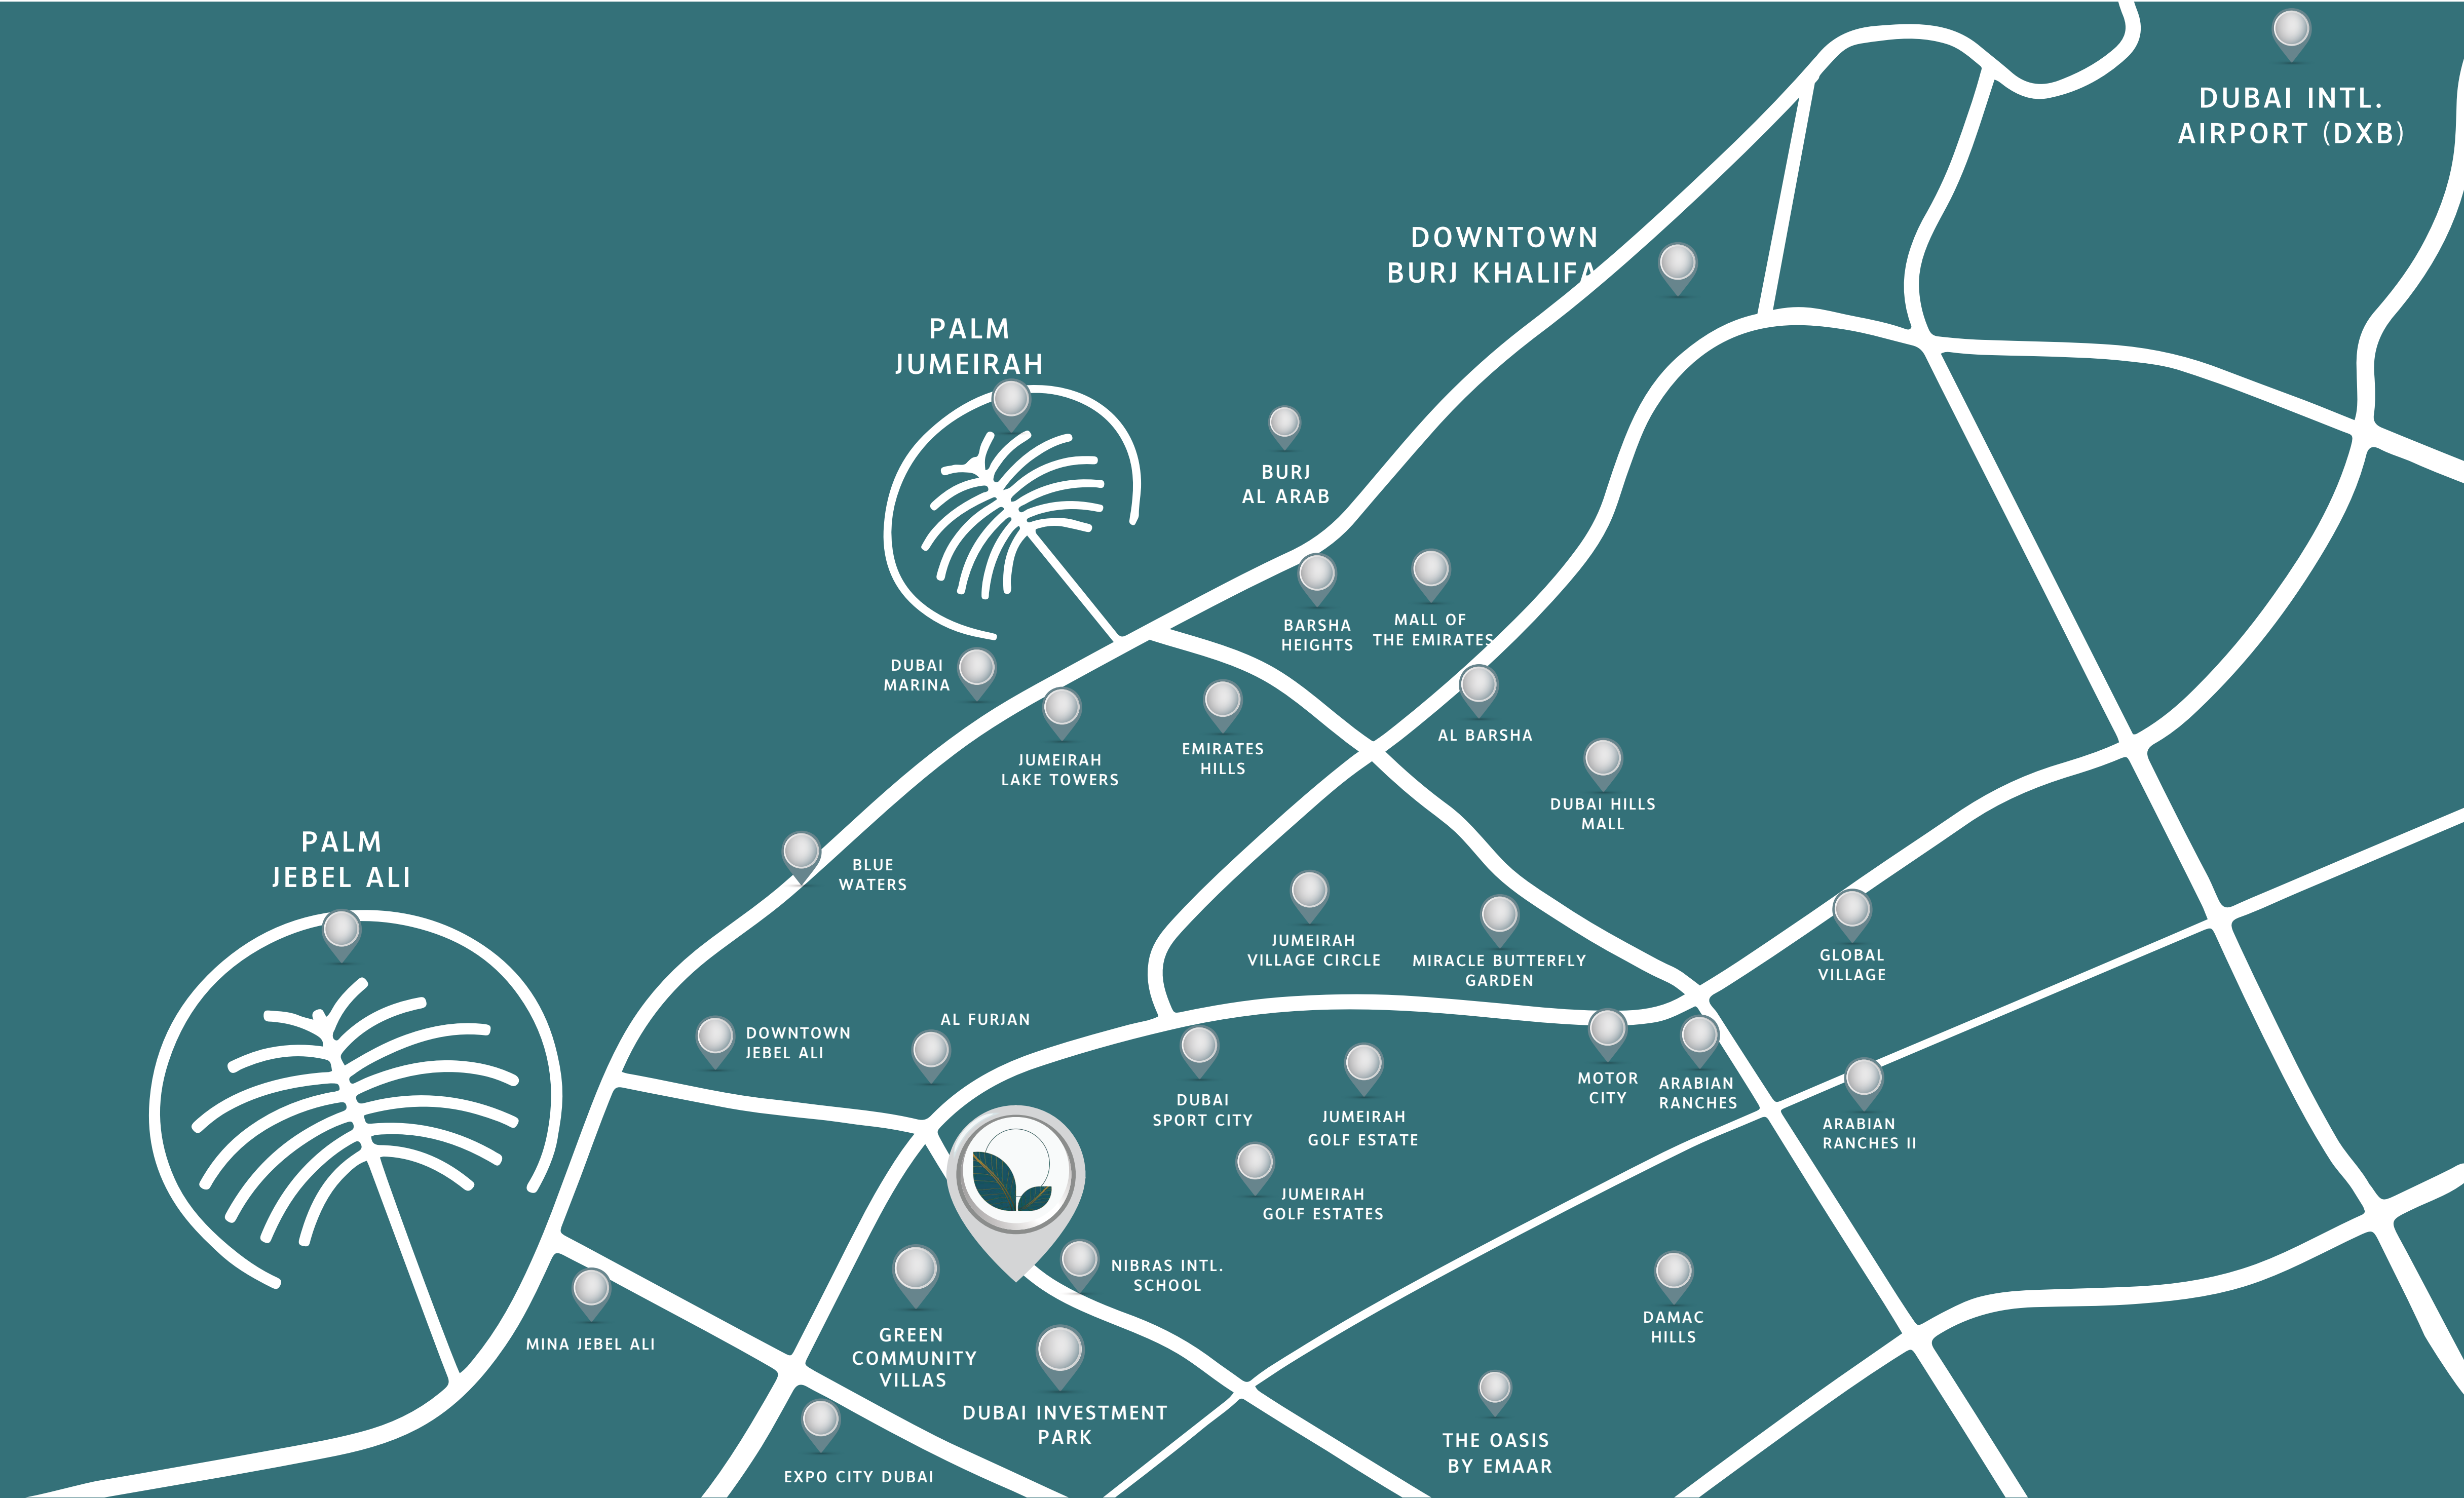 DUBAI INTL.
AIRPORT (DXB)
DOWNTOWN
BURJ KHALIFA
PALM
JUMEIRAH
BURJ
AL ARAB
BARSHA
HEIGHTS
MALL OF
THE EMIRATES
DUBAI
MARINA
JUMEIRAH
LAKE TOWERS
EMIRATES
HILLS
AL BARSHA
DUBAI HILLS
MALL
PALM
JEBEL ALI
BLUE
WATERS
JUMEIRAH
VILLAGE CIRCLE
MIRACLE BUTTERFLY
GARDEN
GLOBAL
VILLAGE
DOWNTOWN
JEBEL ALI
AL FURJAN
DUBAI
SPORT CITY
JUMEIRAH
GOLF ESTATE
MOTOR
CITY
ARABIAN
RANCHES
ARABIAN
RANCHES II
JUMEIRAH
GOLF ESTATES
NIBRAS INTL.
SCHOOL
MINA JEBEL ALI
GREEN
COMMUNITY
VILLAS
DAMAC
HILLS
DUBAI INVESTMENT
PARK
THE OASIS
BY EMAAR
EXPO CITY DUBAI